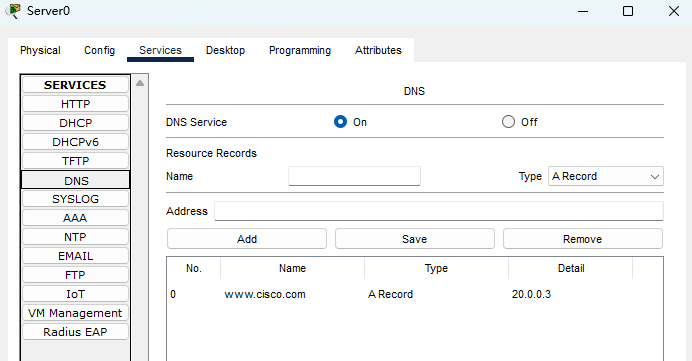 Server0
Physical Config Services Desktop Programming Attributes
SERVICES
HTTP
DHCP
DHCPv6
TFTP
DNS
SYSLOG
AAA
NTP
EMAIL
FTP
IoT
VM Management
Radius EAP
DNS
DNS Service On Off
Resource Records
Name Type A Record
Address
Add Save Remove
No. Name Type Detail
0 www.cisco.com A Record 20.0.0.3